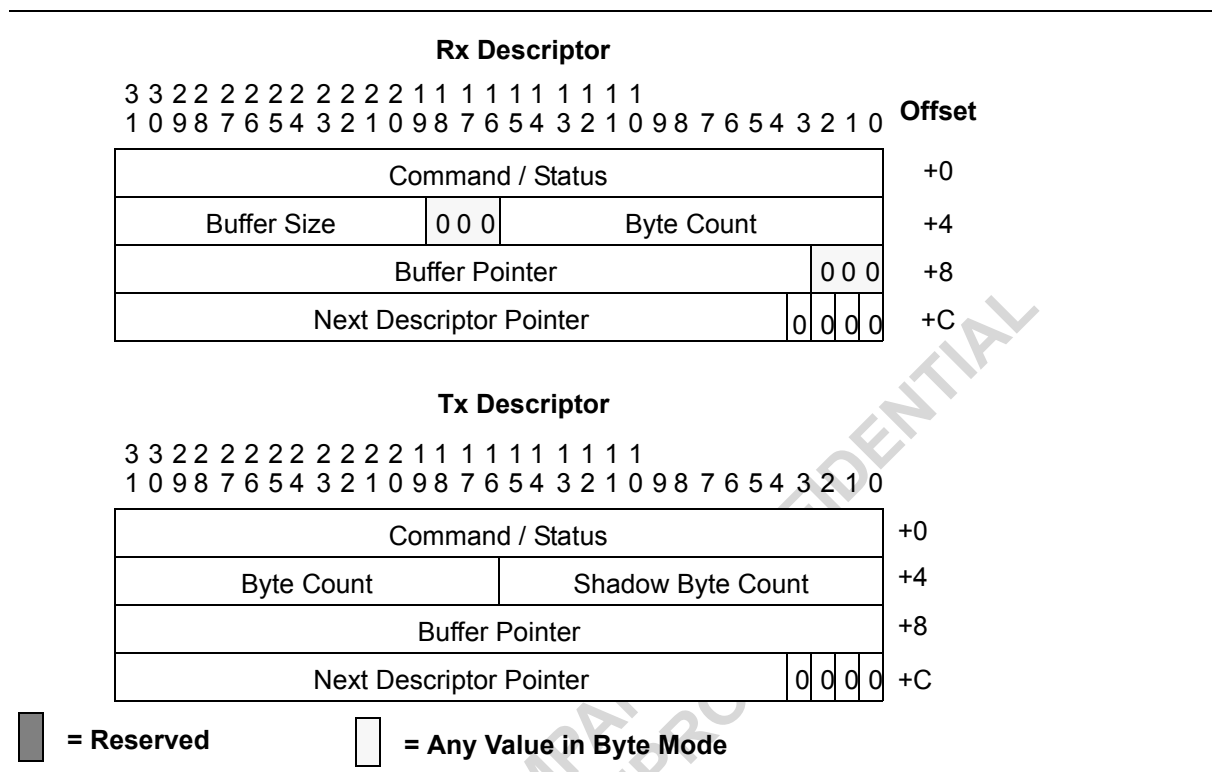 Rx Descriptor
3 3 2 2 2 2 2 2 2 2 2 2 1 1 1 1 1 1 1 1 1 1
1 0 9 8 7 6 5 4 3 2 1 0 9 8 7 6 5 4 3 2 1 0 9 8 7 6 5 4 3 2 1 0 Offset
Command / Status +0
Buffer Size 0 0 0 Byte Count +4
Buffer Pointer 0 0 0 +8
Next Descriptor Pointer 0 0 0 0 +C
Tx Descriptor
3 3 2 2 2 2 2 2 2 2 2 2 1 1 1 1 1 1 1 1 1 1
1 0 9 8 7 6 5 4 3 2 1 0 9 8 7 6 5 4 3 2 1 0 9 8 7 6 5 4 3 2 1 0
Command / Status +0
Byte Count Shadow Byte Count +4
Buffer Pointer +8
Next Descriptor Pointer 0 0 0 0 +C
= Reserved = Any Value in Byte Mode